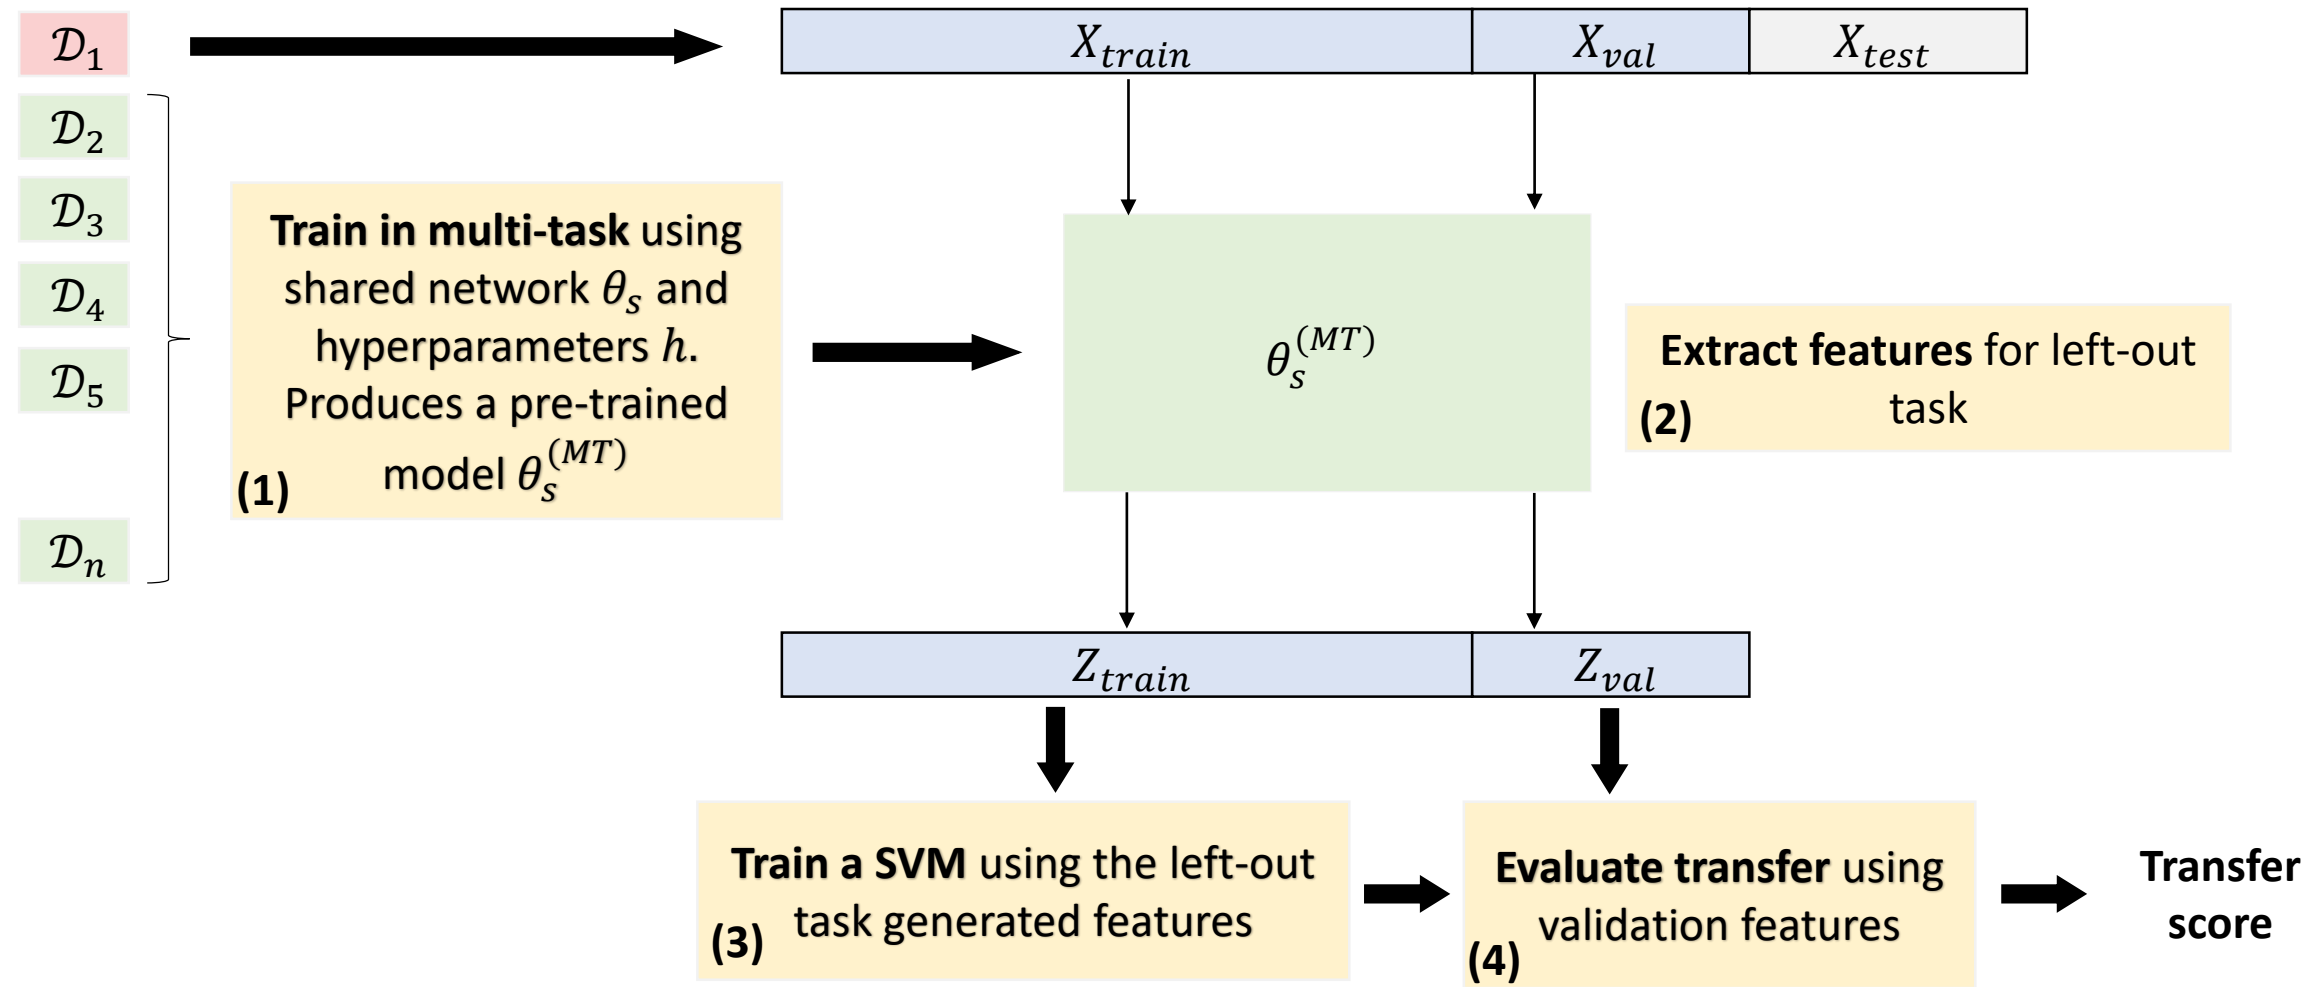 𝒟₁
𝒟₂
𝒟₃
𝒟₄
𝒟₅
𝒟ₙ
X_train
X_val
X_test
Train in multi-task using
shared network θ_s and
hyperparameters h.
Produces a pre-trained
model θ_s^(MT)
(1)
θ_s^(MT)
Extract features for left-out
task
(2)
Z_train
Z_val
Train a SVM using the left-out
task generated features
(3)
Evaluate transfer using
validation features
(4)
Transfer
score